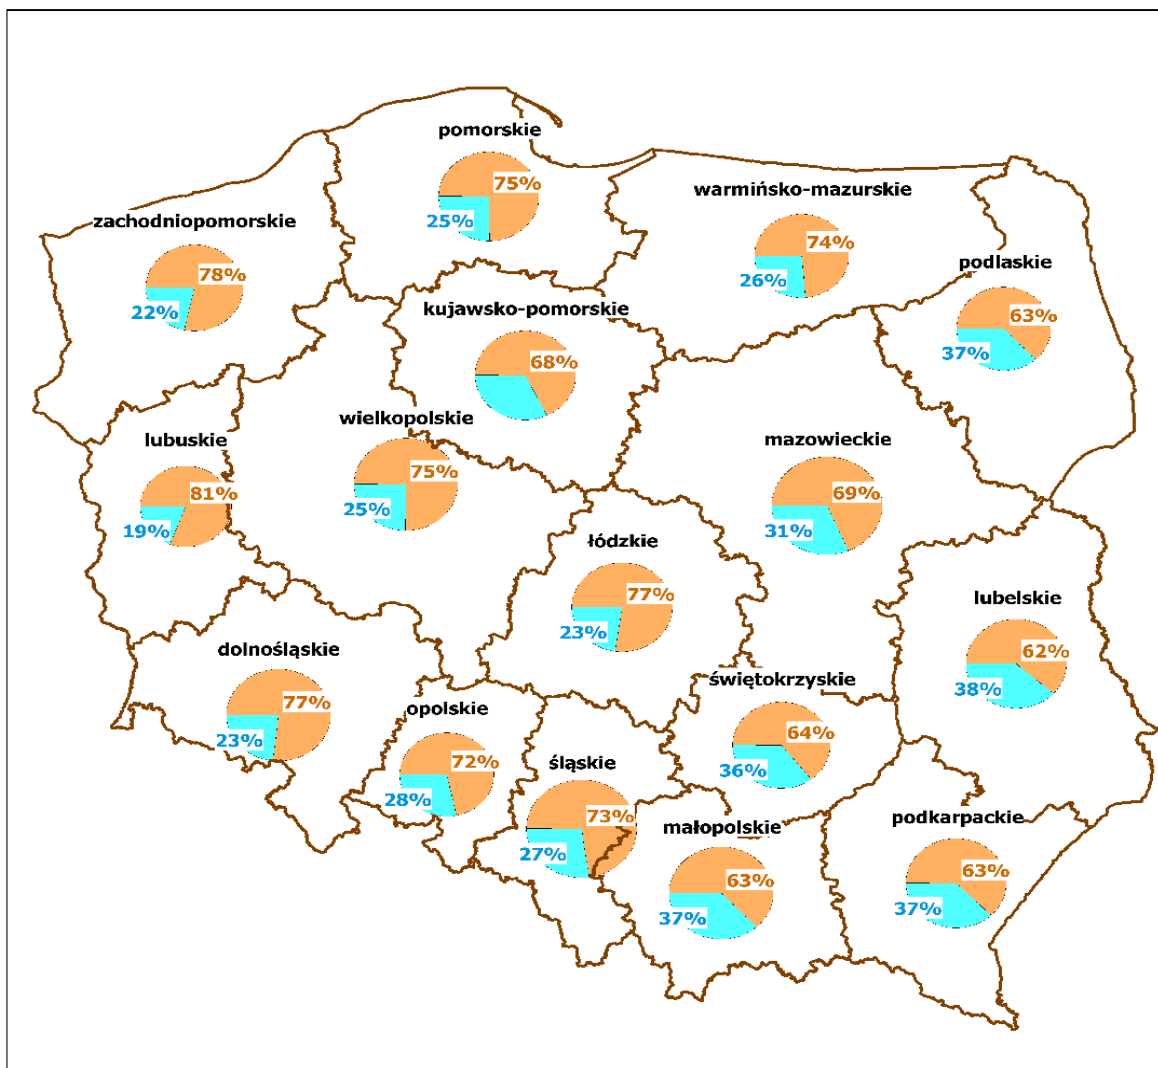 pomorskie
75%
25%
warmińsko-mazurskie
74%
26%
zachodniopomorskie
78%
22%
podlaskie
63%
37%
kujawsko-pomorskie
68%
wielkopolskie
75%
25%
lubuskie
81%
19%
mazowieckie
69%
31%
łódzkie
77%
23%
lubelskie
62%
38%
dolnośląskie
77%
23%
opolskie
72%
28%
świętokrzyskie
64%
36%
śląskie
73%
27%
małopolskie
63%
37%
podkarpackie
63%
37%